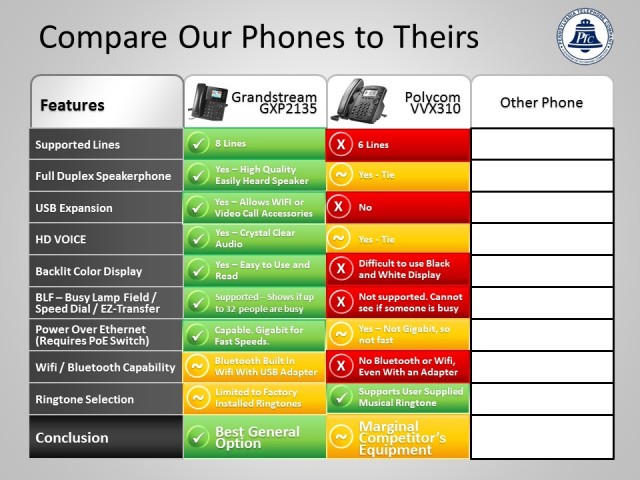 Compare Our Phones to Theirs
PENNSYLVANIA TELEPHONE COMPANY
PTC
Features
Grandstream
GXP2135
Polycom
VVX310
Other Phone
Supported Lines
8 Lines
X
6 Lines
Full Duplex Speakerphone
Yes – High Quality
Easily Heard Speaker
~
Yes - Tie
USB Expansion
Yes – Allows WIFI or
Video Call Accessories
X
No
HD VOICE
Yes – Crystal Clear
Audio
~
Yes - Tie
Backlit Color Display
Yes – Easy to Use and
Read
X
Difficult to use Black
and White Display
BLF – Busy Lamp Field /
Speed Dial / EZ-Transfer
Supported – Shows if up
to 32 people are busy
X
Not supported. Cannot
see if someone is busy
Power Over Ethernet
(Requires PoE Switch)
Capable. Gigabit for
Fast Speeds.
~
Yes – Not Gigabit, so
not fast
Wifi / Bluetooth Capability
~
Bluetooth Built In
Wifi With USB Adapter
X
No Bluetooth or Wifi,
Even With an Adapter
Ringtone Selection
~
Limited to Factory
Installed Ringtones
Supports User Supplied
Musical Ringtone
Conclusion
Best General
Option
~
Marginal
Competitor's
Equipment